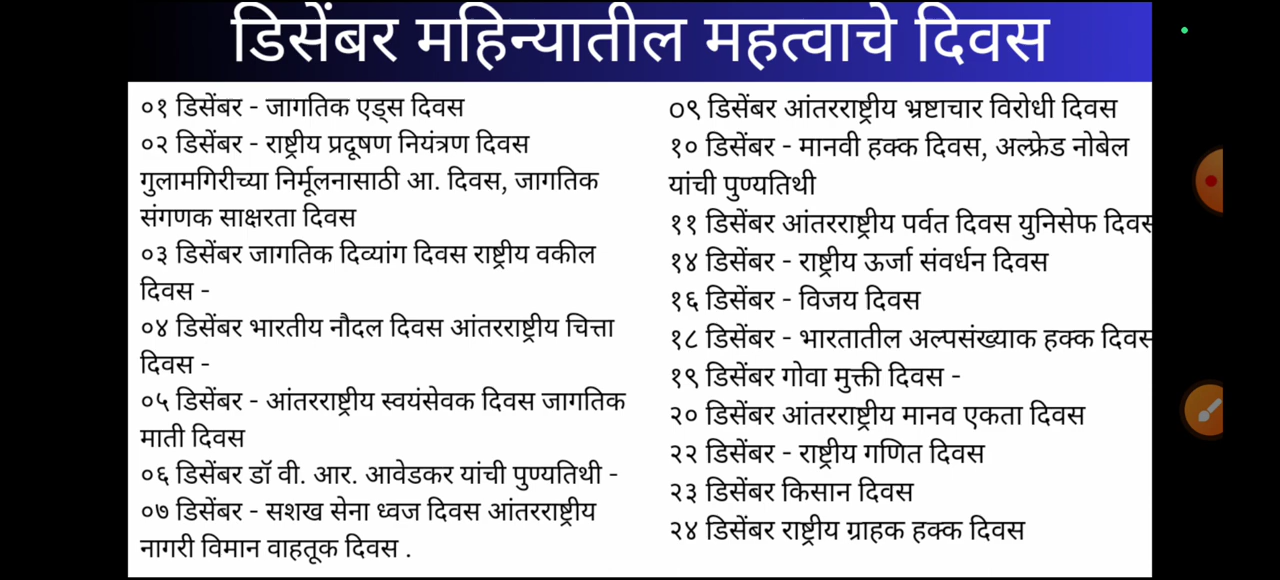 डिसेंबर महिन्यातील महत्वाचे दिवस
०१ डिसेंबर - जागतिक एड्स दिवस
०२ डिसेंबर - राष्ट्रीय प्रदूषण नियंत्रण दिवस
गुलामगिरीच्या निर्मूलनासाठी आ. दिवस, जागतिक
संगणक साक्षरता दिवस
०३ डिसेंबर जागतिक दिव्यांग दिवस राष्ट्रीय वकील
दिवस -
०४ डिसेंबर भारतीय नौदल दिवस आंतरराष्ट्रीय चित्ता
दिवस -
०५ डिसेंबर - आंतरराष्ट्रीय स्वयंसेवक दिवस जागतिक
माती दिवस
०६ डिसेंबर डॉ वी. आर. आवेडकर यांची पुण्यतिथी -
०७ डिसेंबर - सशख सेना ध्वज दिवस आंतरराष्ट्रीय
नागरी विमान वाहतूक दिवस .
0९ डिसेंबर आंतरराष्ट्रीय भ्रष्टाचार विरोधी दिवस
१० डिसेंबर - मानवी हक्क दिवस, अल्फ्रेड नोबेल
यांची पुण्यतिथी
११ डिसेंबर आंतरराष्ट्रीय पर्वत दिवस युनिसेफ दिवस
१४ डिसेंबर - राष्ट्रीय ऊर्जा संवर्धन दिवस
१६ डिसेंबर - विजय दिवस
१८ डिसेंबर - भारतातील अल्पसंख्याक हक्क दिवस
१९ डिसेंबर गोवा मुक्ती दिवस -
२० डिसेंबर आंतरराष्ट्रीय मानव एकता दिवस
२२ डिसेंबर - राष्ट्रीय गणित दिवस
२३ डिसेंबर किसान दिवस
२४ डिसेंबर राष्ट्रीय ग्राहक हक्क दिवस